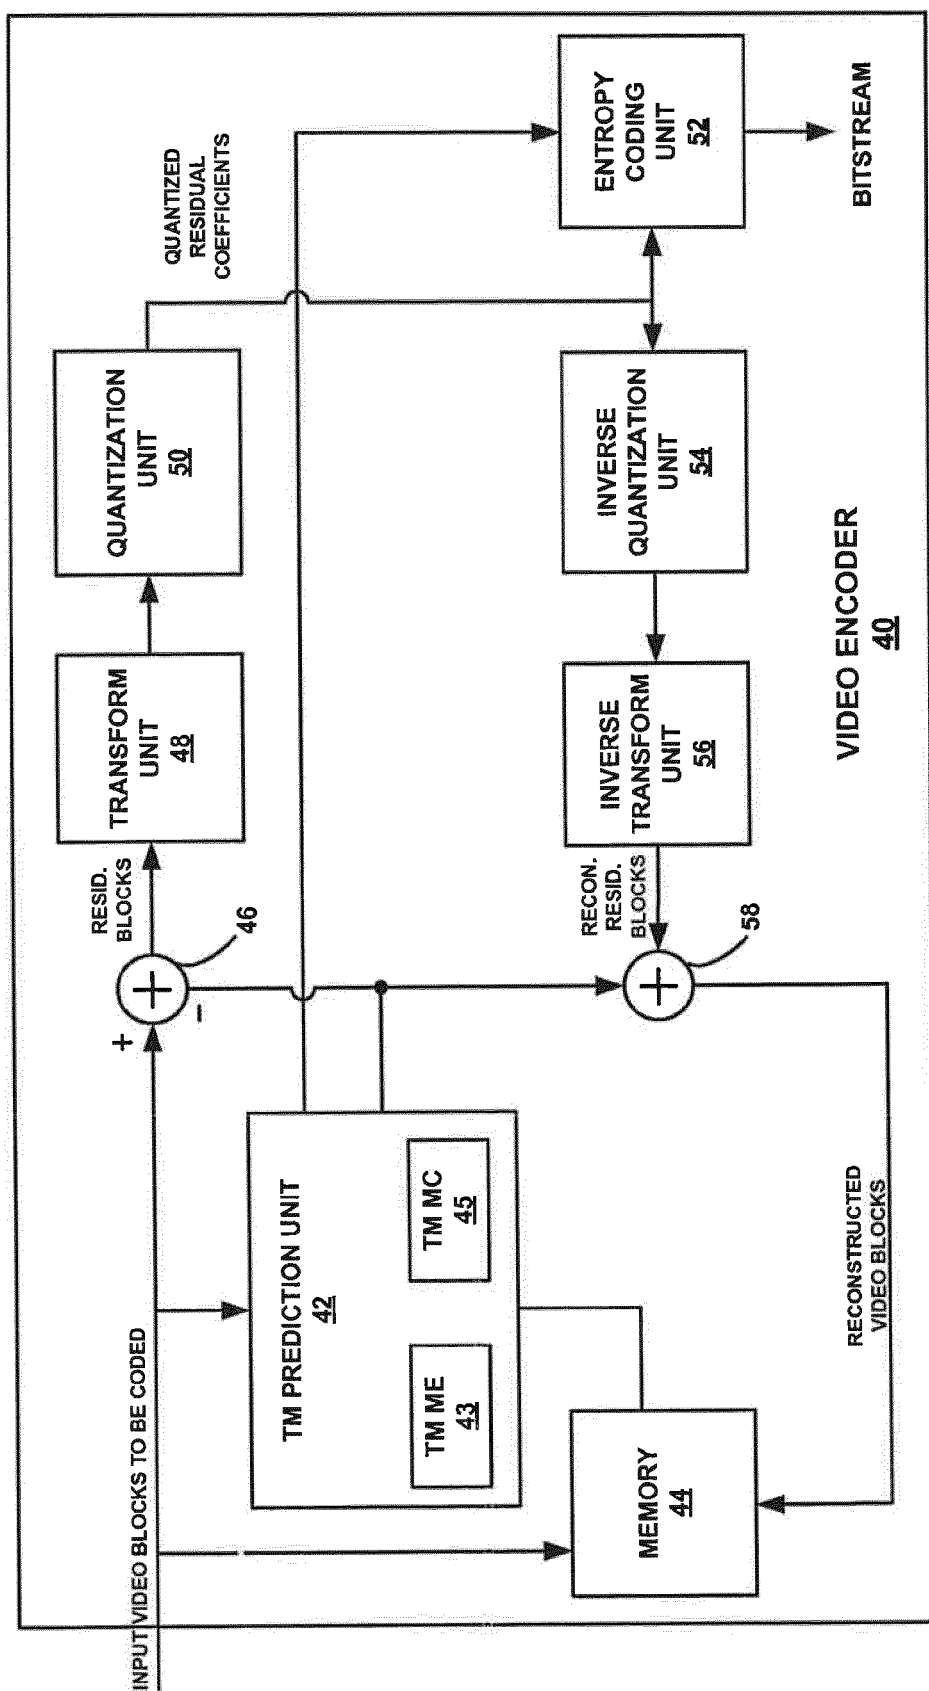 INPUT VIDEO BLOCKS TO BE CODED
+
-
46
RESID.
BLOCKS
TRANSFORM
UNIT
48
QUANTIZATION
UNIT
50
QUANTIZED
RESIDUAL
COEFFICIENTS
TM PREDICTION UNIT
42
TM ME
43
TM MC
45
MEMORY
44
RECONSTRUCTED
VIDEO BLOCKS
58
RECON.
RESID.
BLOCKS
INVERSE
TRANSFORM
UNIT
56
INVERSE
QUANTIZATION
UNIT
54
ENTROPY
CODING
UNIT
52
BITSTREAM
VIDEO ENCODER
40